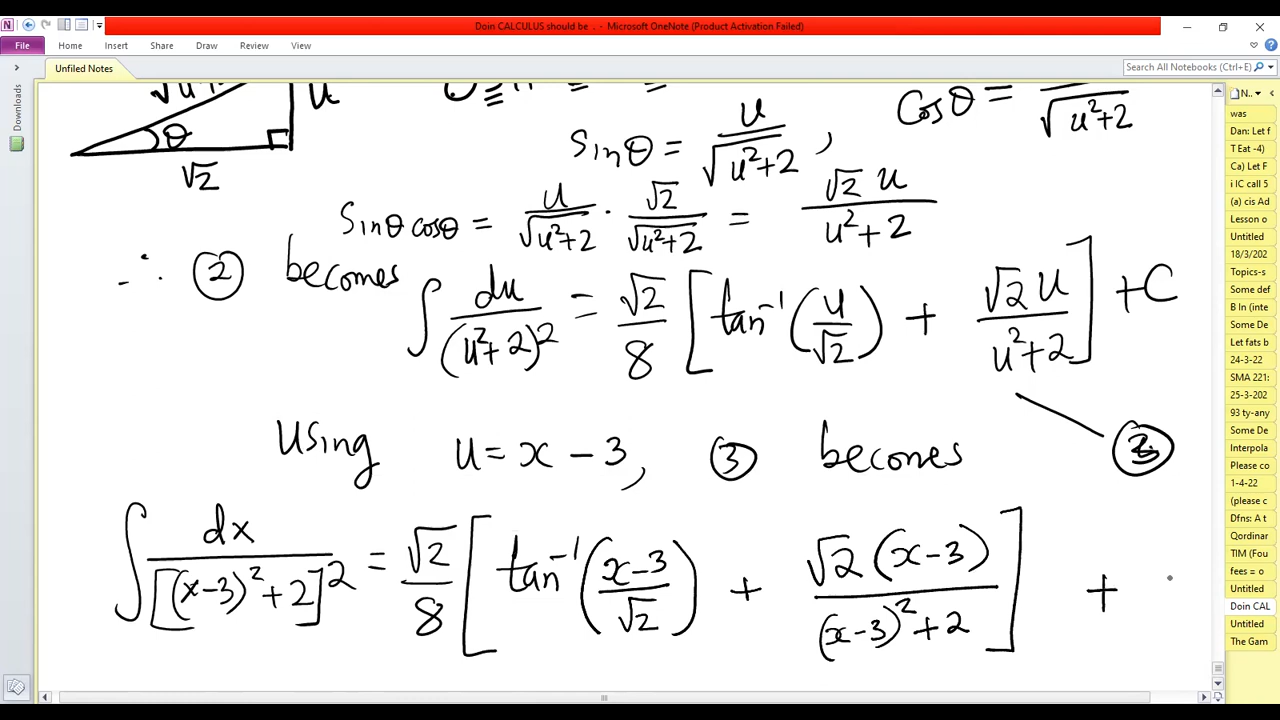 Doin CALCULUS should be . - Microsoft OneNote (Product Activation Failed)
File Home Insert Share Draw Review View
Unfiled Notes
Search All Notebooks (Ctrl+E)
Downloads
N..
was
Dan: Let f
T Eat -4)
Ca) Let F
i IC call 5
(a) cis Ad
Lesson o
Untitled
18/3/202
Topics-s
Some def
B In (inte
Some De
Let fats b
24-3-22
SMA 221:
25-3-202
93 ty-any
Some De
Interpola
Please co
1-4-22
(please c
Dfns: A t
Qordinar
TIM (Fou
fees = o
Untitled
Doin CAL
Untitled
The Gam
u
θ
√2
sinθ = u/√(u²+2) , cosθ = /√(u²+2)
sinθ cosθ = u/√(u²+2) · √2/√(u²+2) = √2 u/(u²+2)
∴ ② becomes
∫ du/(u²+2)² = √2/8 [tan⁻¹(u/√2) + √2 u/(u²+2)] + C
Using u = x - 3, ③ becomes
∫ dx/[(x-3)²+2]² = √2/8 [tan⁻¹((x-3)/√2) + √2 (x-3)/((x-3)²+2)] +